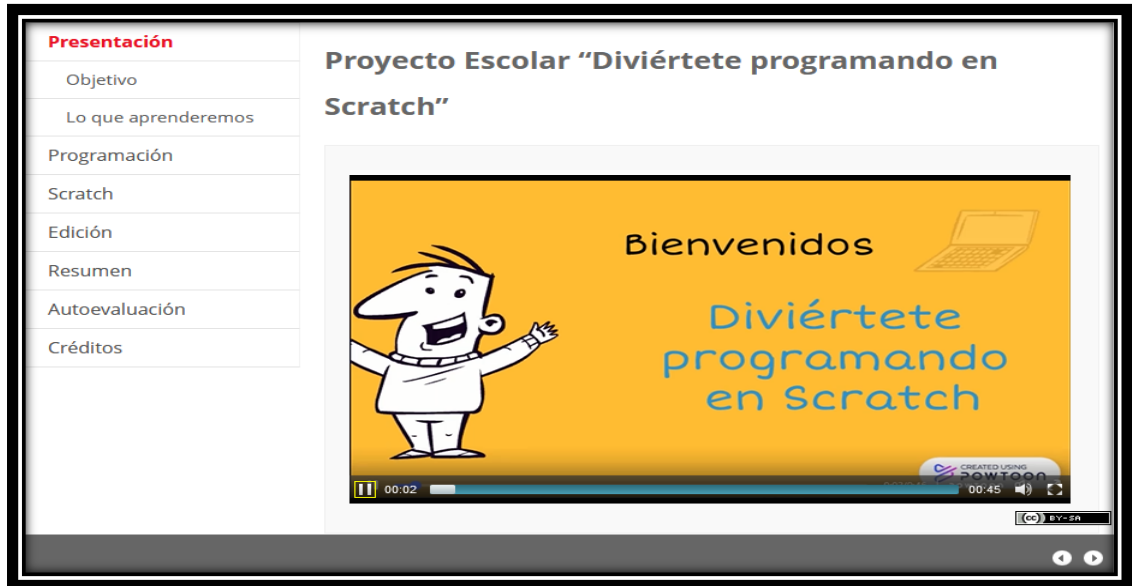 Presentación
Objetivo
Lo que aprenderemos
Programación
Scratch
Edición
Resumen
Autoevaluación
Créditos
Proyecto Escolar “Diviértete programando en
Scratch”
Bienvenidos
Diviértete
programando
en Scratch
CREATED USING
POWTOON
00:02
00:45
(cc) BY-SA